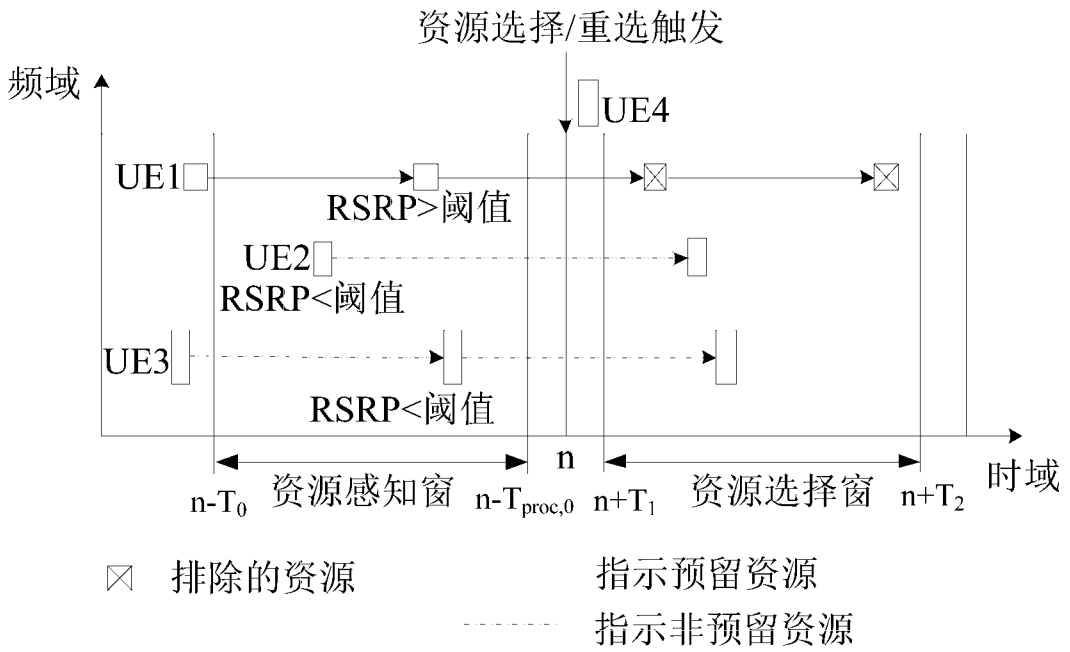 资源选择/重选触发
频域
UE4
UE1
RSRP>阈值
UE2
RSRP<阈值
UE3
RSRP<阈值
n
时域
n-T0
资源感知窗
n-Tproc,0
n+T1
资源选择窗
n+T2
排除的资源
指示预留资源
指示非预留资源